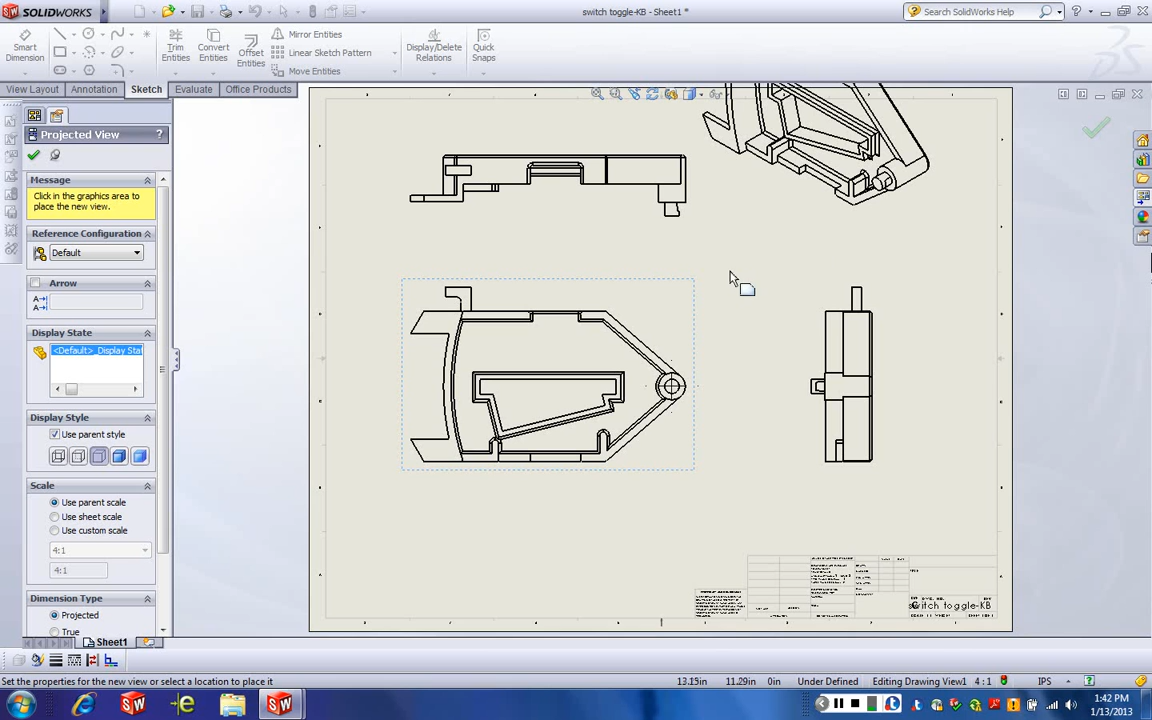 SOLIDWORKS
switch toggle-KB - Sheet1 *
Search SolidWorks Help
?
Smart Dimension
Trim Entities
Convert Entities
Offset Entities
Mirror Entities
Linear Sketch Pattern
Move Entities
Display/Delete Relations
Quick Snaps
View Layout
Annotation
Sketch
Evaluate
Office Products
Projected View
?
Message
Click in the graphics area to
place the new view.
Reference Configuration
Default
Arrow
Display State
<Default>_Display Stat
Display Style
Use parent style
Scale
Use parent scale
Use sheet scale
Use custom scale
4:1
4:1
Dimension Type
Projected
True
switch toggle-KB
Sheet1
Set the properties for the new view or select a location to place it
13.15in
11.29in
0in
Under Defined
Editing Drawing View1
4 : 1
IPS
1:42 PM
1/13/2013